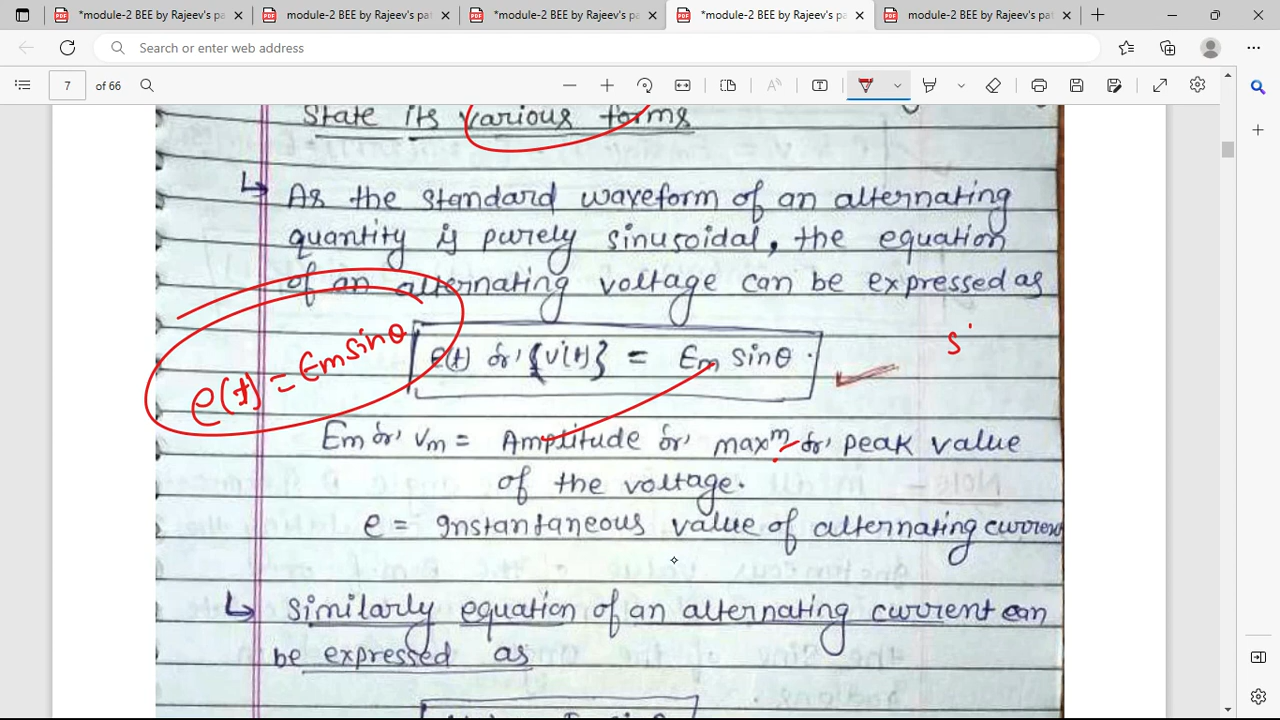 *module-2 BEE by Rajeev's pa
module-2 BEE by Rajeev's pat
*module-2 BEE by Rajeev's pa
*module-2 BEE by Rajeev's pa
module-2 BEE by Rajeev's pat
Search or enter web address
7 of 66
State its various forms
As the standard waveform of an alternating
quantity is purely sinusoidal, the equation
of an alternating voltage can be expressed as
e(t) = Em sinθ
e(t) or {v(t)} = Em sinθ.
s
Em or Vm = Amplitude or maxm or peak value
of the voltage.
e = Instantaneous value of alternating current
Similarly equation of an alternating current can
be expressed as